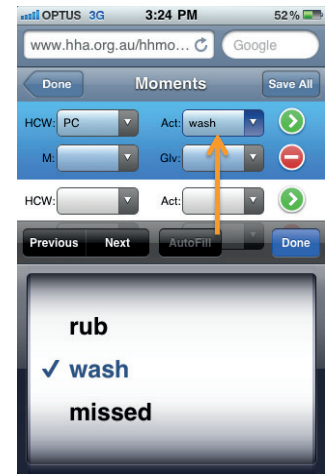 OPTUS 3G 3:24 PM 52%
www.hha.org.au/hhmo... Google
Done Moments Save All
HCW: PC Act: wash
M: Glv:
HCW: Act:
Previous Next AutoFill Done
rub
✓ wash
missed